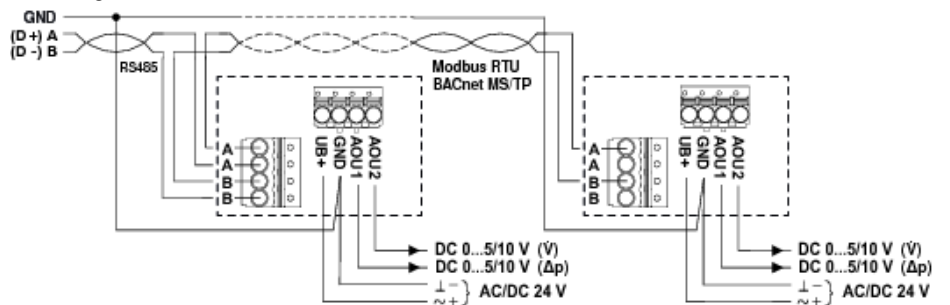 GND
(D +) A
(D -) B
RS485
Modbus RTU
BACnet MS/TP
A
A
B
B
UB+
GND
AOU1
AOU2
DC 0...5/10 V (V̇)
DC 0...5/10 V (Δp)
⊥ −
~ +
AC/DC 24 V
A
A
B
B
UB+
GND
AOU1
AOU2
DC 0...5/10 V (V̇)
DC 0...5/10 V (Δp)
⊥ −
~ +
AC/DC 24 V